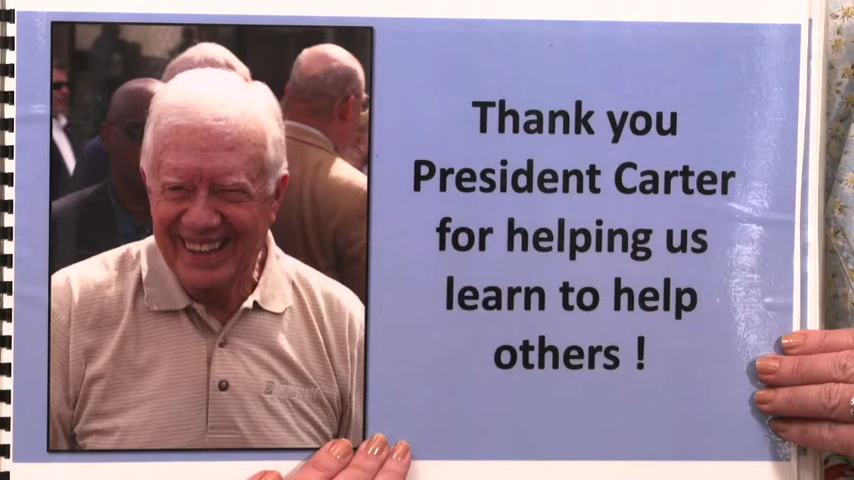 Thank you
President Carter
for helping us
learn to help
others !